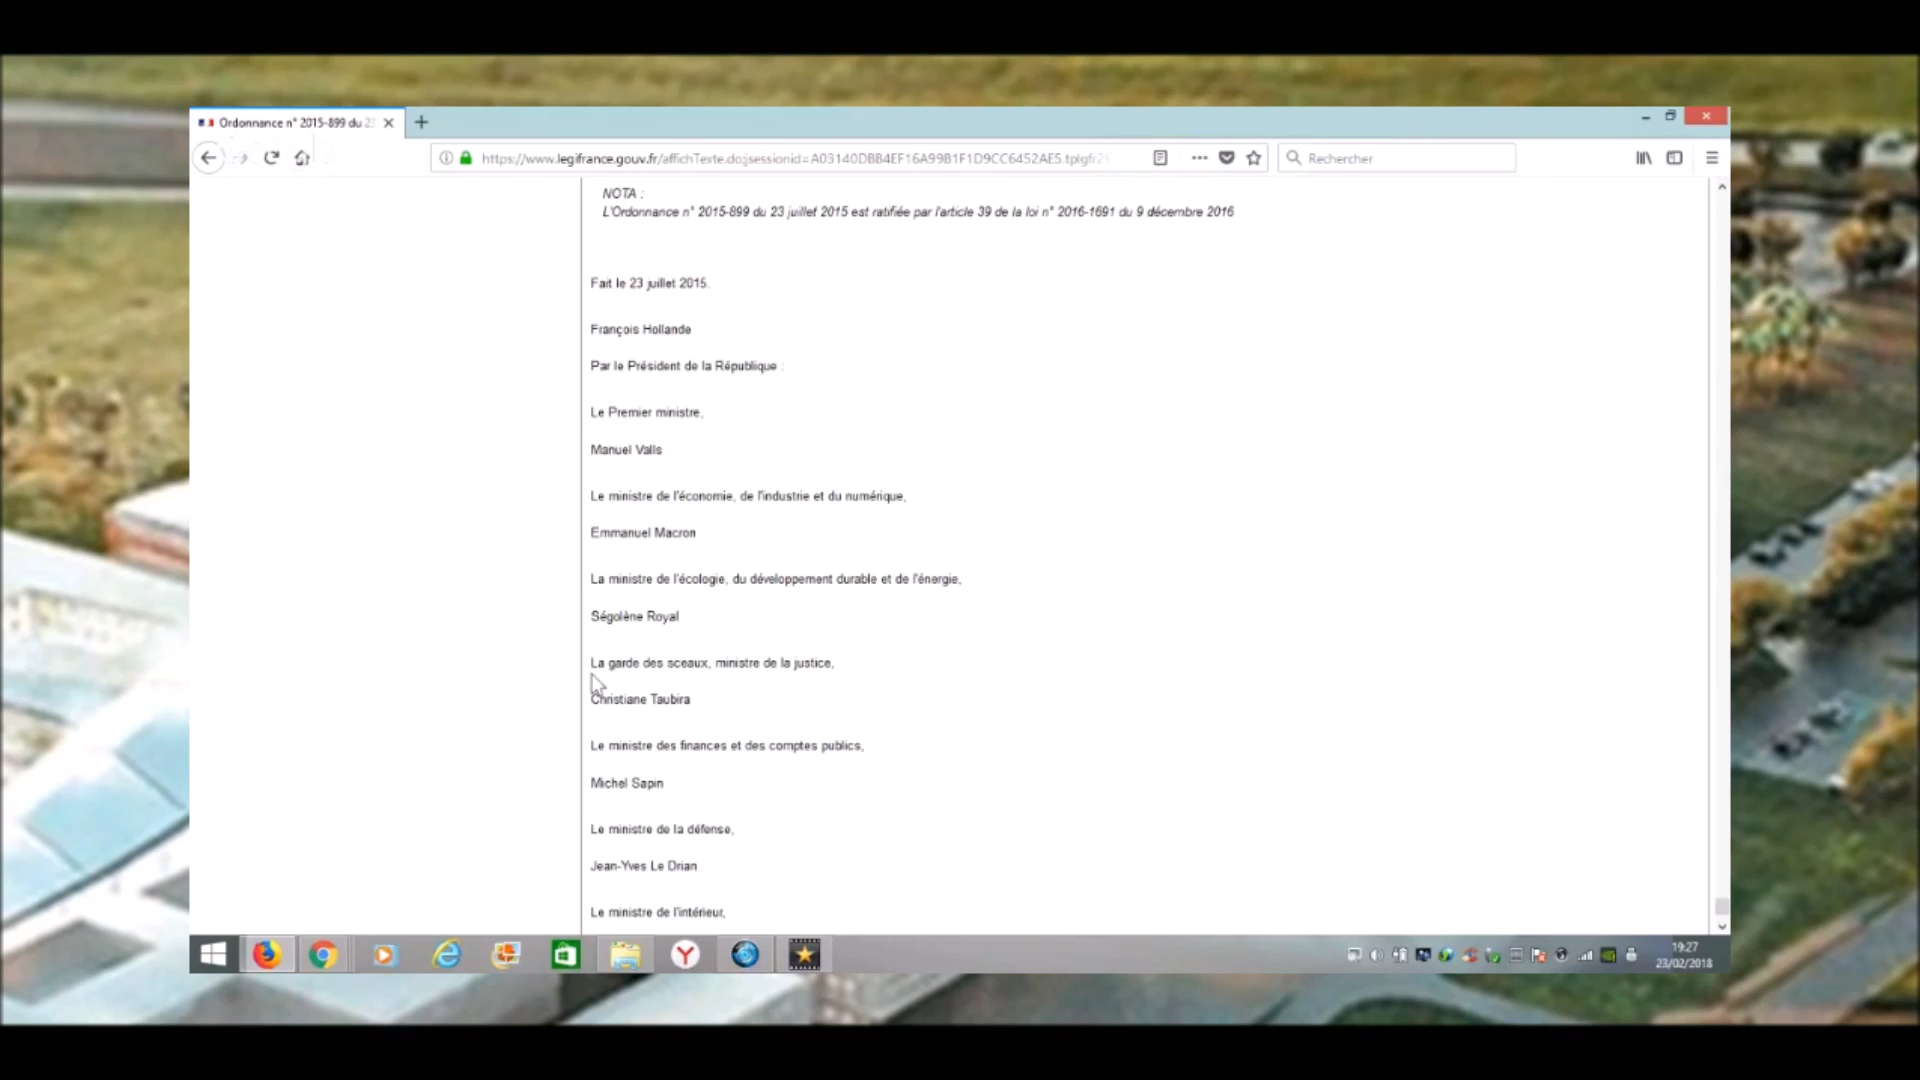 Ordonnance n° 2015-899 du 23
https://www.legifrance.gouv.fr/affichTexte.do;jsessionid=A03140DBB4EF16A99B1F1D9CC6452AE5.tplgfr2
Rechercher
NOTA :
L'Ordonnance n° 2015-899 du 23 juillet 2015 est ratifiée par l'article 39 de la loi n° 2016-1691 du 9 décembre 2016
Fait le 23 juillet 2015.
François Hollande
Par le Président de la République :
Le Premier ministre,
Manuel Valls
Le ministre de l'économie, de l'industrie et du numérique,
Emmanuel Macron
La ministre de l'écologie, du développement durable et de l'énergie,
Ségolène Royal
La garde des sceaux, ministre de la justice,
Christiane Taubira
Le ministre des finances et des comptes publics,
Michel Sapin
Le ministre de la défense,
Jean-Yves Le Drian
Le ministre de l'intérieur,
19:27
23/02/2018